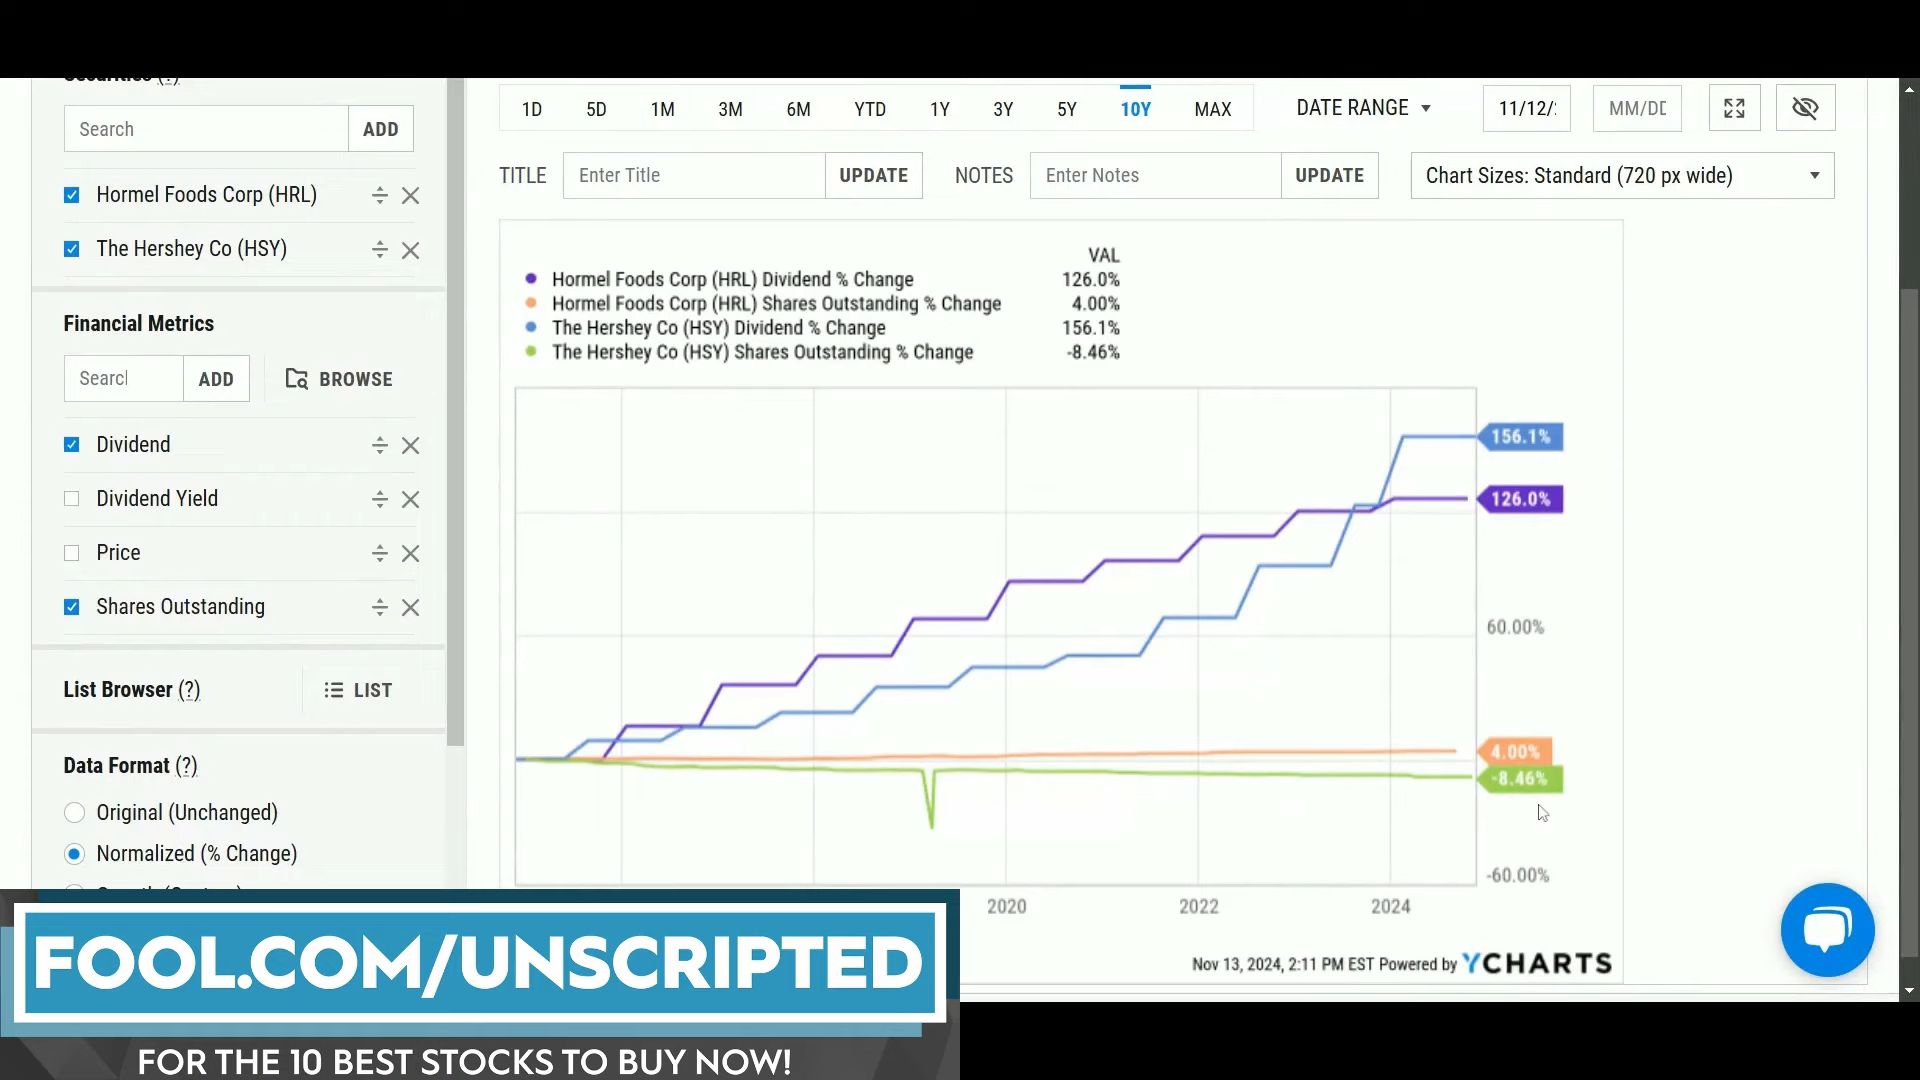 1D 5D 1M 3M 6M YTD 1Y 3Y 5Y 10Y MAX DATE RANGE 11/12/ MM/DD
Search ADD
TITLE Enter Title UPDATE NOTES Enter Notes UPDATE Chart Sizes: Standard (720 px wide)
Hormel Foods Corp (HRL)
The Hershey Co (HSY)
Financial Metrics
Search ADD BROWSE
Dividend
Dividend Yield
Price
Shares Outstanding
List Browser (?) LIST
Data Format (?)
Original (Unchanged)
Normalized (% Change)
VAL
Hormel Foods Corp (HRL) Dividend % Change 126.0%
Hormel Foods Corp (HRL) Shares Outstanding % Change 4.00%
The Hershey Co (HSY) Dividend % Change 156.1%
The Hershey Co (HSY) Shares Outstanding % Change -8.46%
156.1%
126.0%
60.00%
4.00%
-8.46%
-60.00%
2020 2022 2024
Nov 13, 2024, 2:11 PM EST Powered by YCHARTS
FOOL.COM/UNSCRIPTED
FOR THE 10 BEST STOCKS TO BUY NOW!